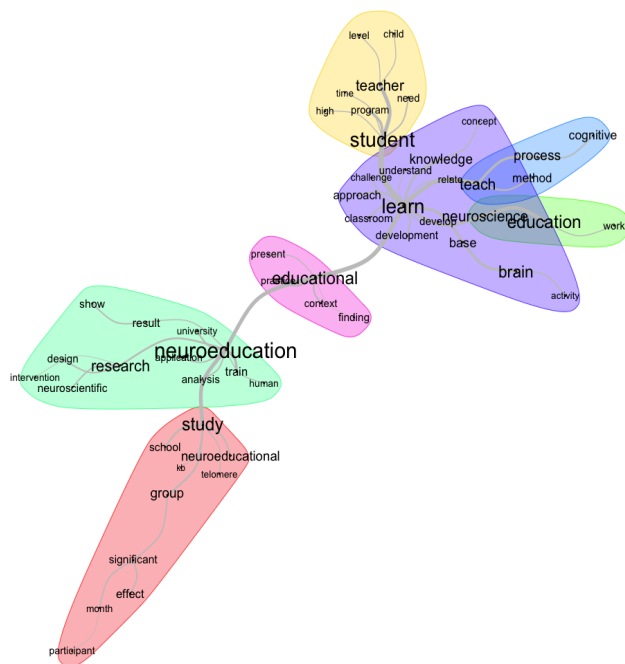 level
child
teacher
time
need
high
program
student
concept
cognitive
process
knowledge
understand
challenge
relate
teach
method
approach
learn
classroom
develop
neuroscience
education
work
development
base
present
educational
practice
brain
activity
context
finding
show
result
university
neuroeducation
design
research
application
train
intervention
neuroscientific
analysis
human
study
school
neuroeducational
kb
telomere
group
significant
effect
month
participant